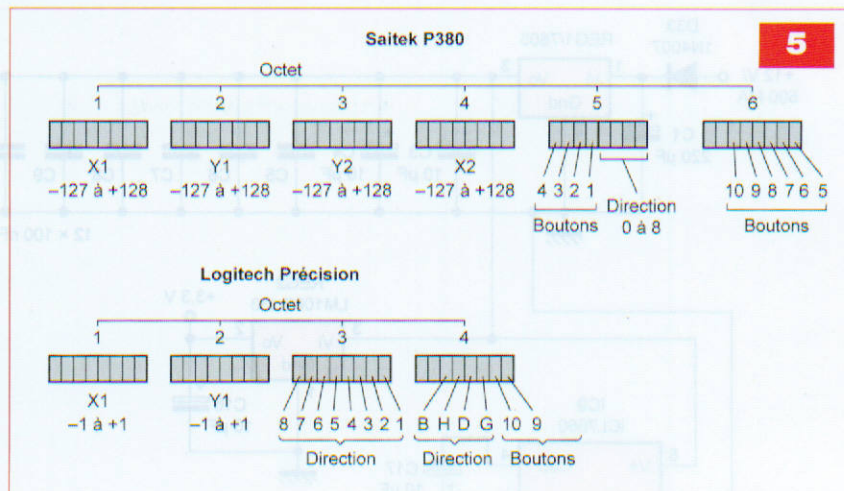 5
Saitek P380
Octet
1 2 3 4 5 6
X1 Y1 Y2 X2
–127 à +128 –127 à +128 –127 à +128 –127 à +128
4 3 2 1
Boutons
Direction
0 à 8
10 9 8 7 6 5
Boutons
Logitech Précision
Octet
1 2 3 4
X1 Y1
–1 à +1 –1 à +1
8 7 6 5 4 3 2 1
Direction
B H D G
Direction
10 9
Boutons